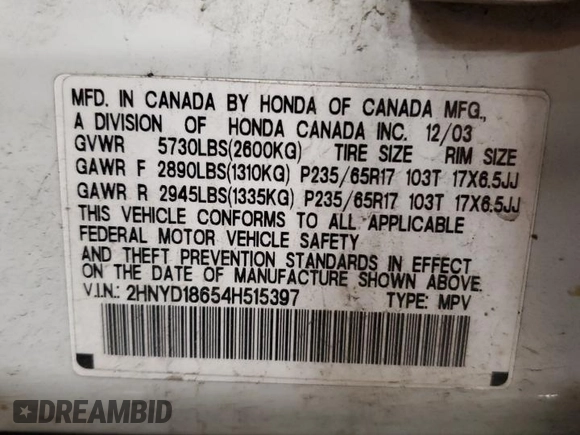 MFD. IN CANADA BY HONDA OF CANADA MFG.,
A DIVISION OF HONDA CANADA INC. 12/03
GVWR 5730LBS(2600KG) TIRE SIZE RIM SIZE
GAWR F 2890LBS(1310KG) P235/65R17 103T 17X6.5JJ
GAWR R 2945LBS(1335KG) P235/65R17 103T 17X6.5JJ
THIS VEHICLE CONFORMS TO ALL APPLICABLE
FEDERAL MOTOR VEHICLE SAFETY
AND THEFT PREVENTION STANDARDS IN EFFECT
ON THE DATE OF MANUFACTURE SHOWN ABOVE.
V.I.N.: 2HNYD18654H515397 TYPE: MPV
DREAMBID